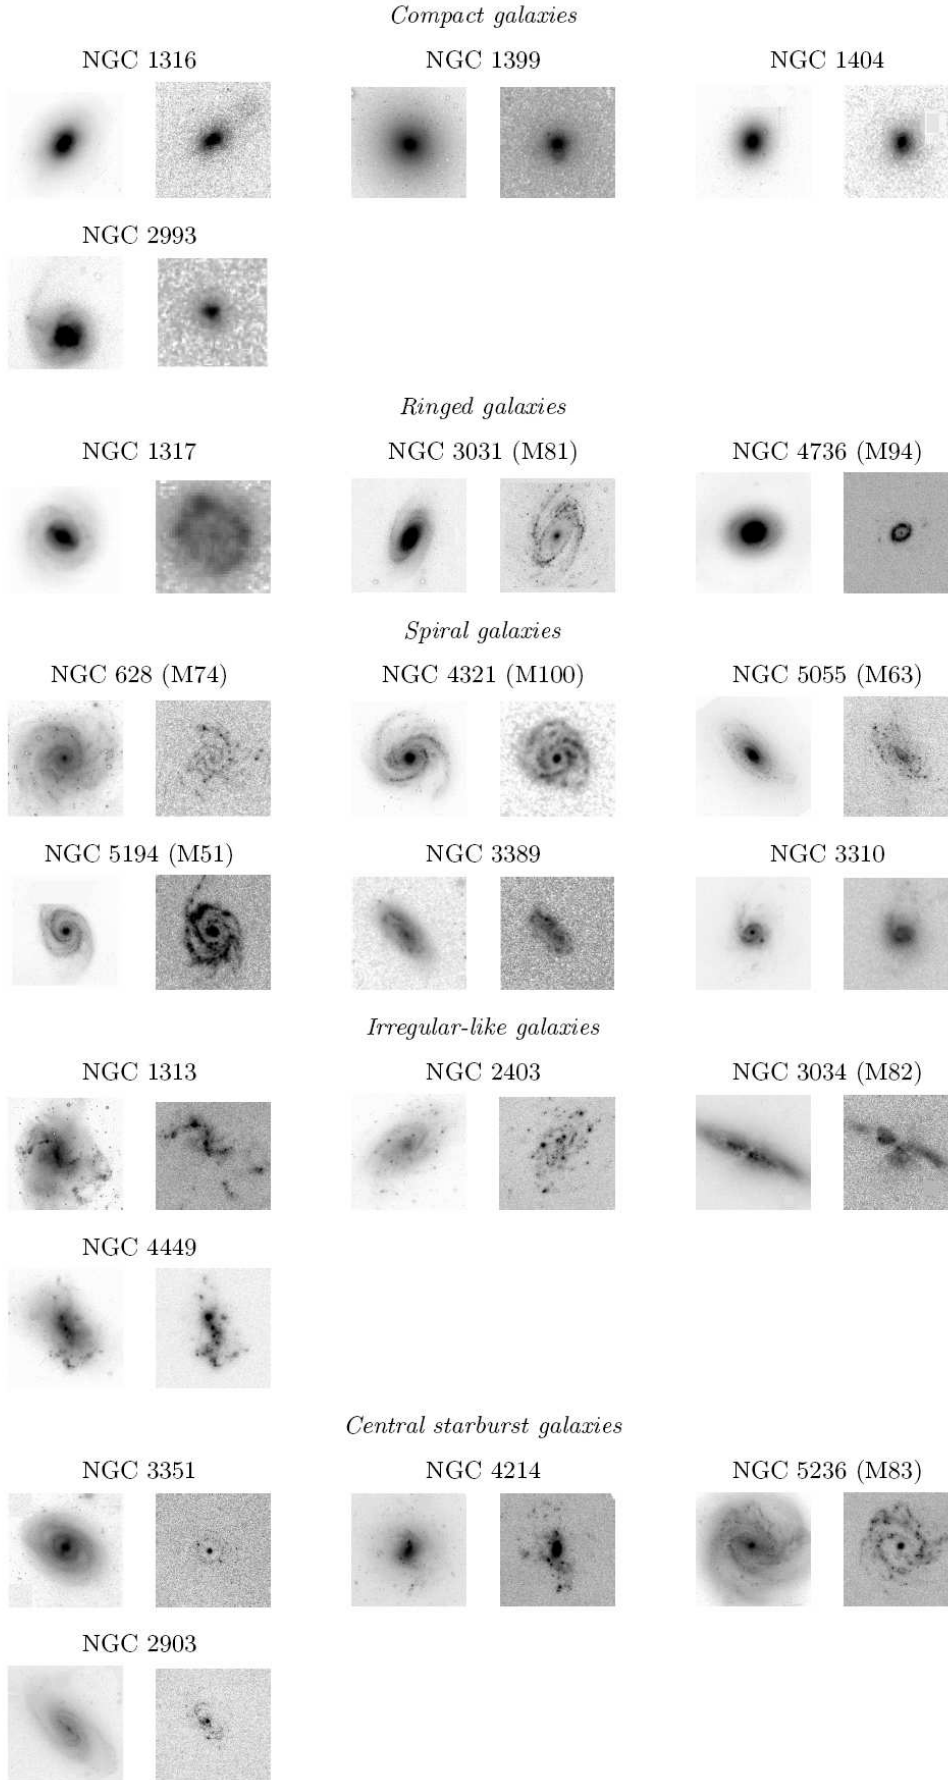 Compact galaxies
NGC 1316 NGC 1399 NGC 1404
NGC 2993
Ringed galaxies
NGC 1317 NGC 3031 (M81) NGC 4736 (M94)
Spiral galaxies
NGC 628 (M74) NGC 4321 (M100) NGC 5055 (M63)
NGC 5194 (M51) NGC 3389 NGC 3310
Irregular-like galaxies
NGC 1313 NGC 2403 NGC 3034 (M82)
NGC 4449
Central starburst galaxies
NGC 3351 NGC 4214 NGC 5236 (M83)
NGC 2903